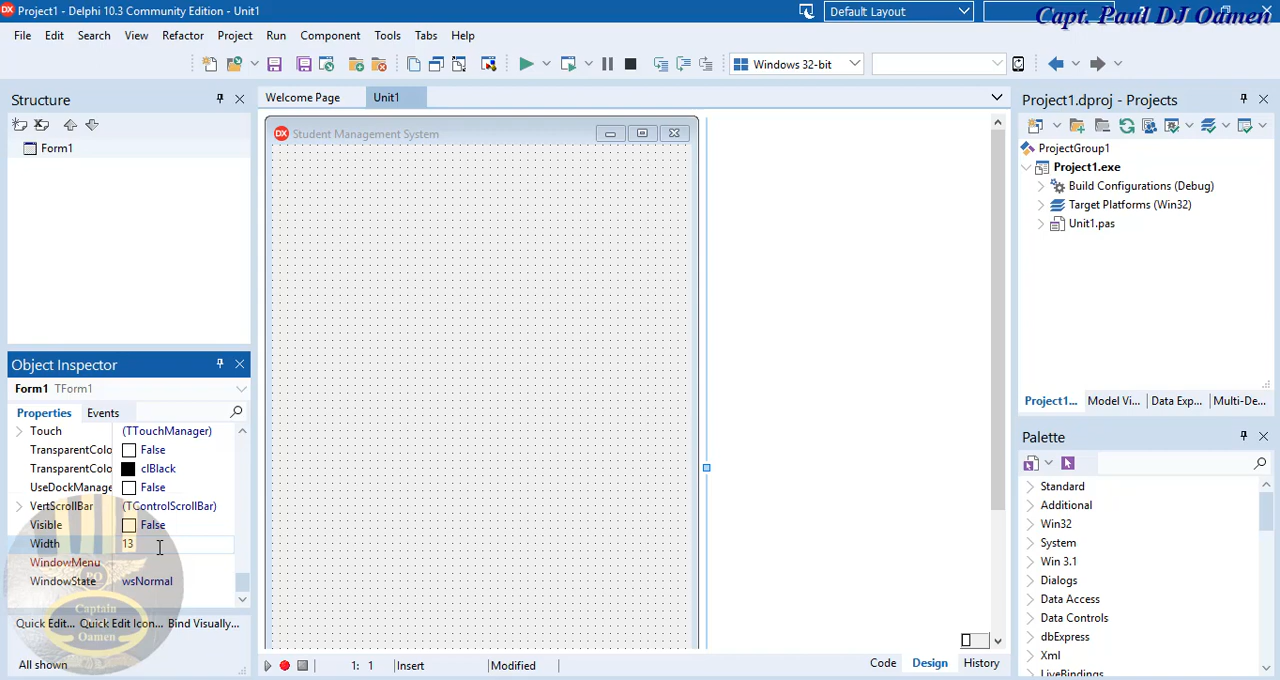 Project1 - Delphi 10.3 Community Edition - Unit1
Default Layout
Capt. Paul DJ Oamen
File Edit Search View Refactor Project Run Component Tools Tabs Help
Windows 32-bit
Structure
Form1
Welcome Page Unit1
DX Student Management System
Project1.dproj - Projects
ProjectGroup1
Project1.exe
Build Configurations (Debug)
Target Platforms (Win32)
Unit1.pas
Project1... Model Vi... Data Exp... Multi-De...
Object Inspector
Form1 TForm1
Properties Events
Touch (TTouchManager)
TransparentColo False
TransparentColo clBlack
UseDockManage False
VertScrollBar (TControlScrollBar)
Visible False
Width 13
WindowMenu
WindowState wsNormal
Captain
Oamen
Quick Edit... Quick Edit Icon... Bind Visually...
All shown
Palette
Standard
Additional
Win32
System
Win 3.1
Dialogs
Data Access
Data Controls
dbExpress
Xml
LiveBindings
1: 1 Insert Modified
Code Design History